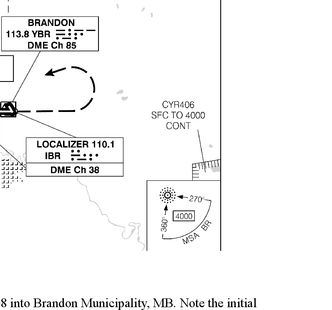 BRANDON
113.8 YBR
DME Ch 85
CYR406
SFC TO 4000
CONT
LOCALIZER 110.1
IBR
DME Ch 38
270°
4000
360°
MSA BR
8 into Brandon Municipality, MB. Note the initial